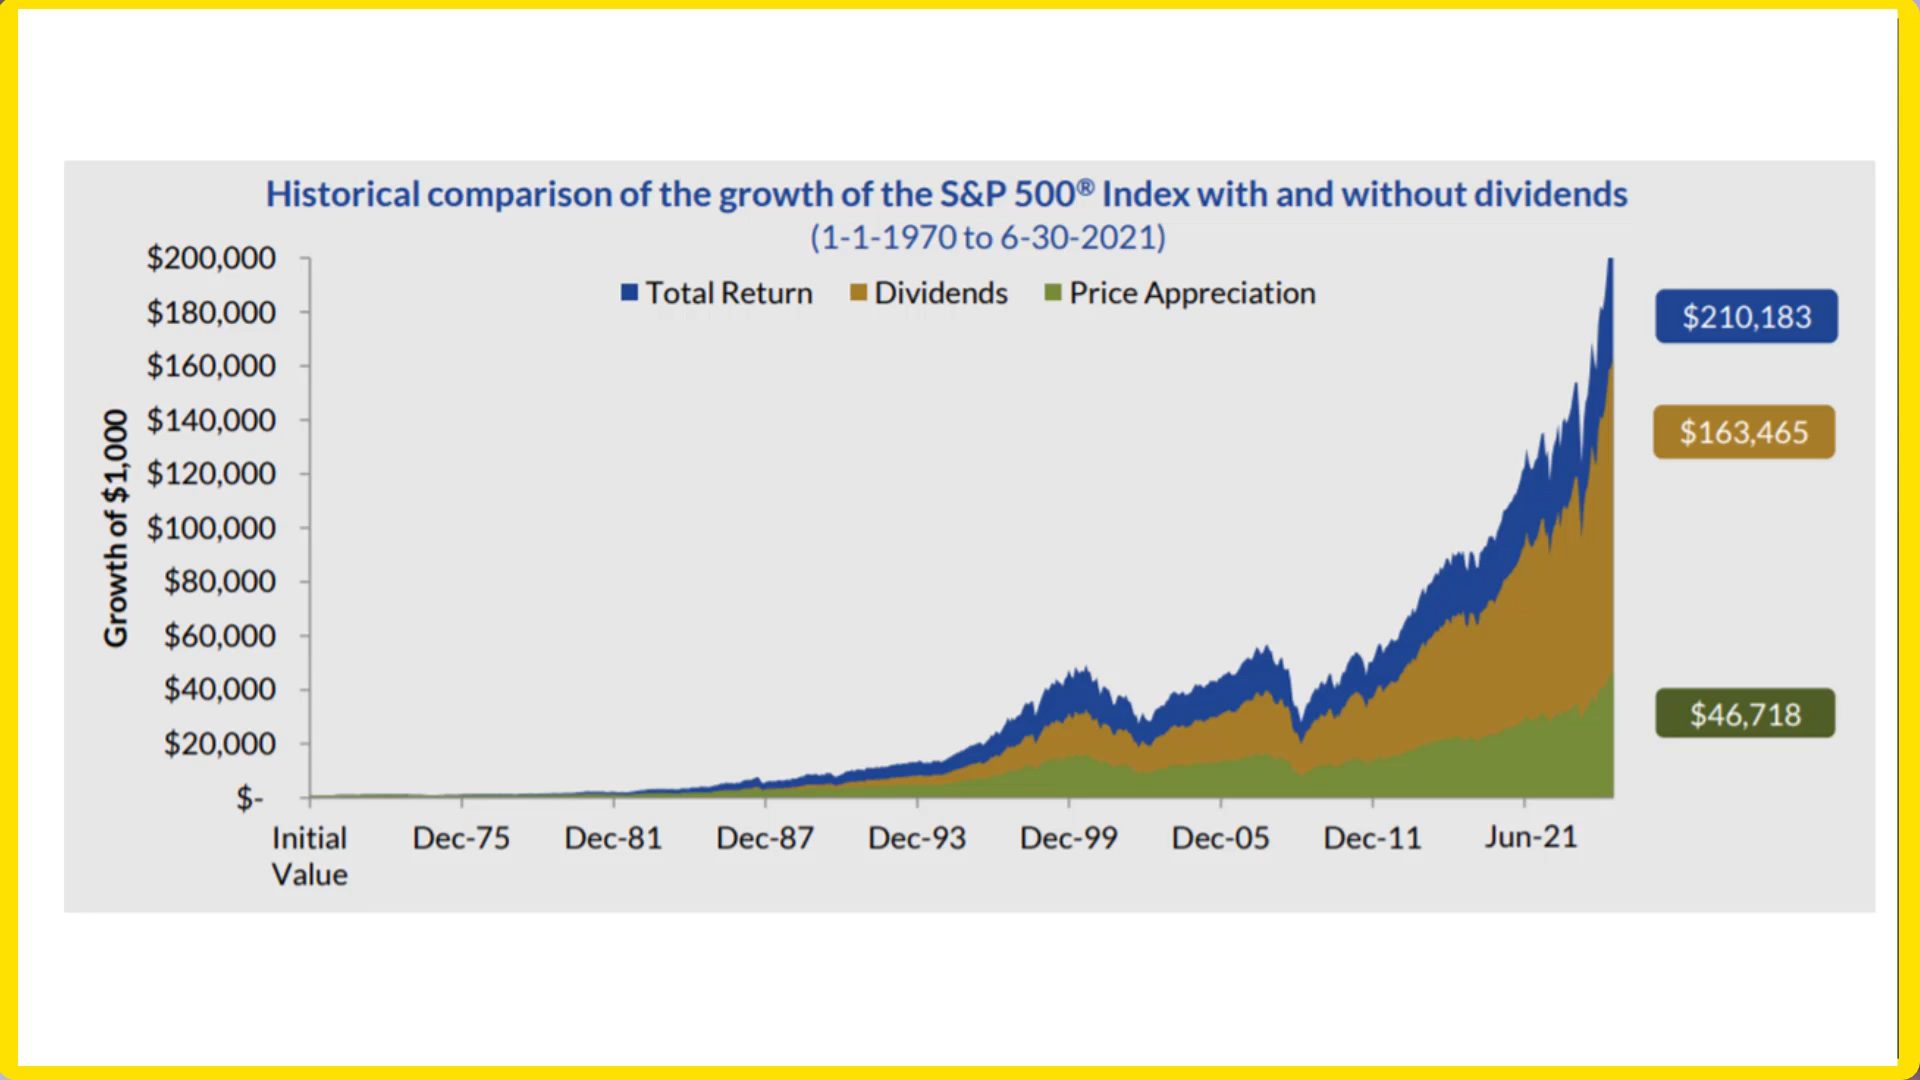 Historical comparison of the growth of the S&P 500® Index with and without dividends
(1-1-1970 to 6-30-2021)
Total Return Dividends Price Appreciation
Growth of $1,000
$200,000
$180,000
$160,000
$140,000
$120,000
$100,000
$80,000
$60,000
$40,000
$20,000
$-
Initial Value Dec-75 Dec-81 Dec-87 Dec-93 Dec-99 Dec-05 Dec-11 Jun-21
$210,183
$163,465
$46,718